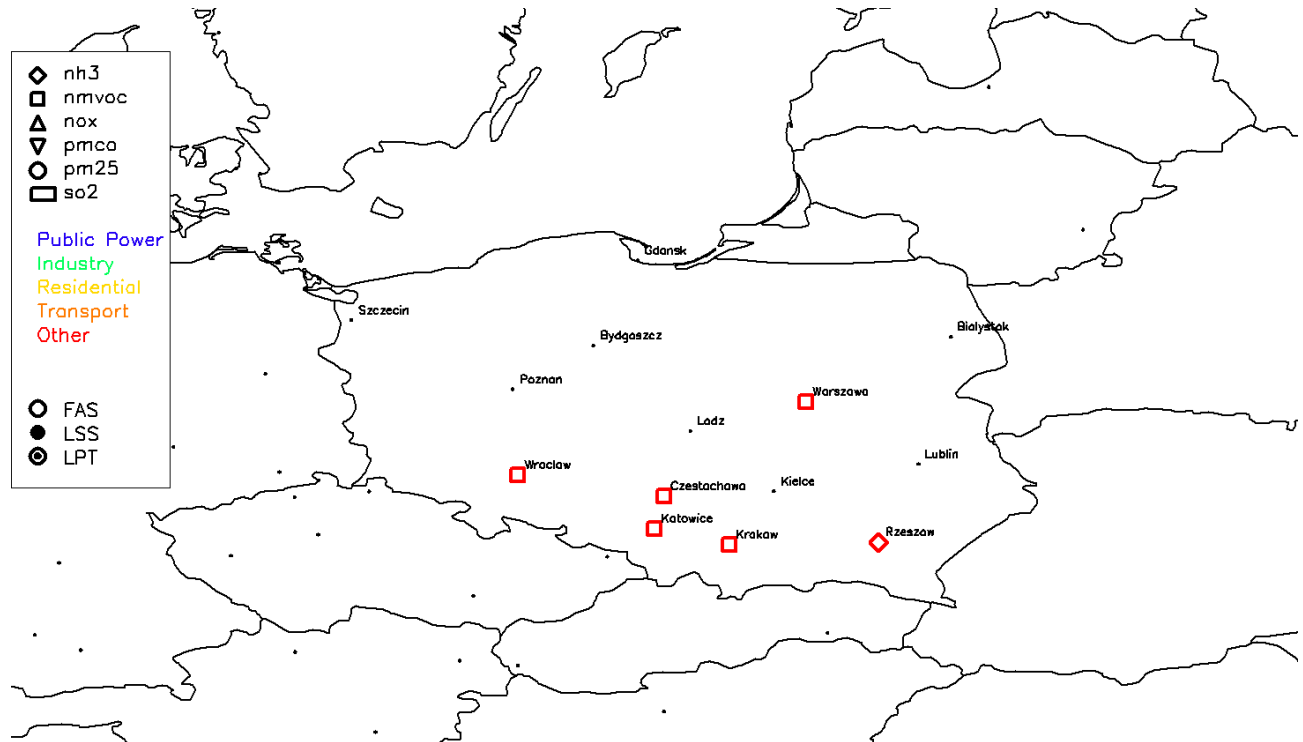 nh3
nmvoc
nox
pmco
pm25
so2
Public Power
Industry
Residential
Transport
Other
FAS
LSS
LPT
Gdansk
Szczecin
Bydgoszcz
Bialystok
Poznan
Warszawa
Lodz
Lublin
Wroclaw
Czestochowa
Kielce
Katowice
Krakow
Rzeszow